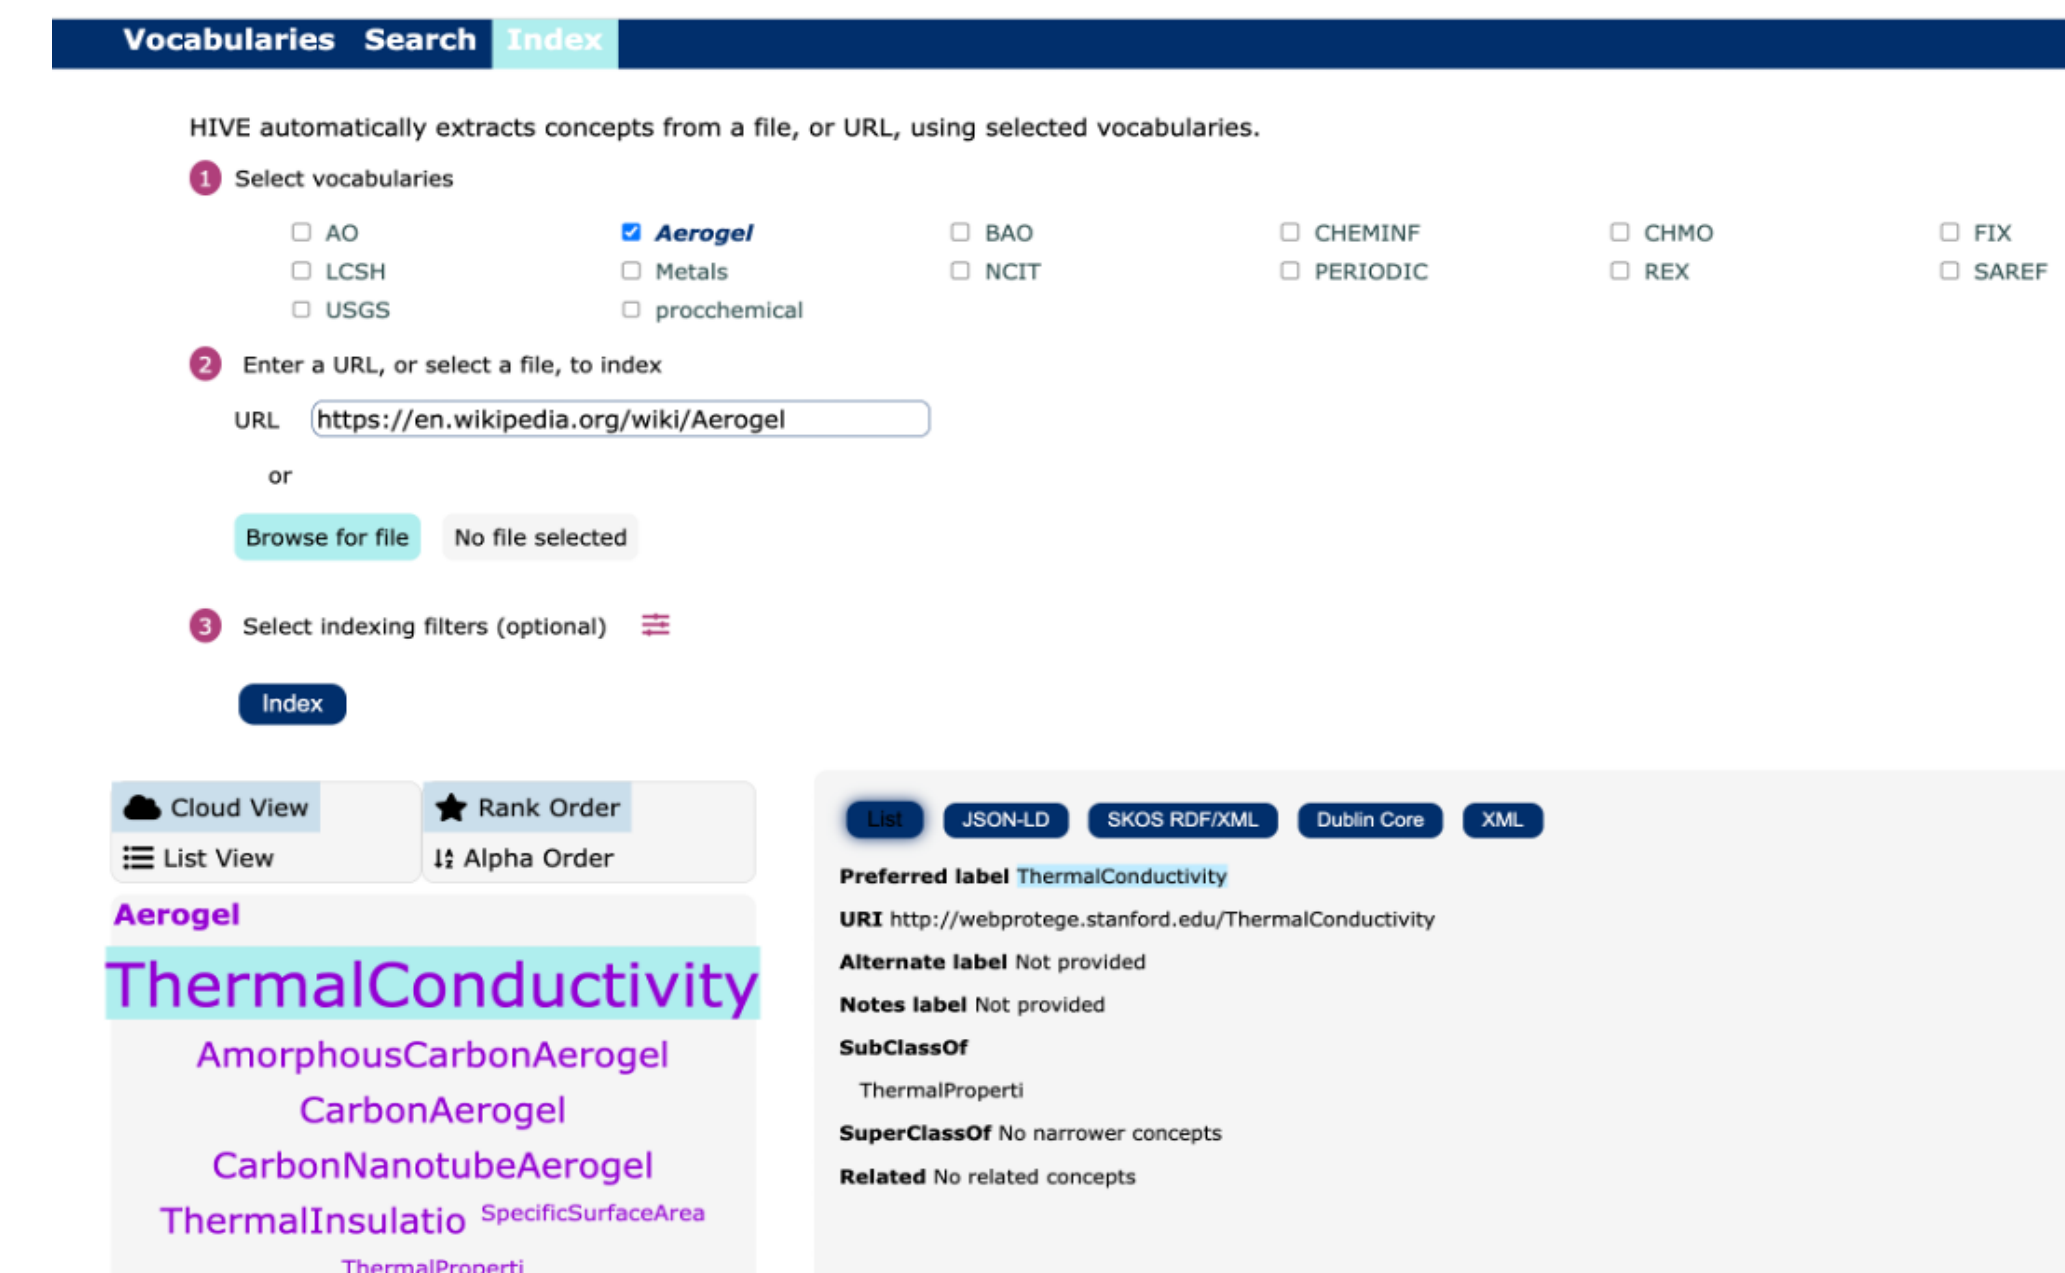 Vocabularies Search Index
HIVE automatically extracts concepts from a file, or URL, using selected vocabularies.
1 Select vocabularies
AO Aerogel BAO CHEMINF CHMO FIX
LCSH Metals NCIT PERIODIC REX SAREF
USGS procchemical
2 Enter a URL, or select a file, to index
URL https://en.wikipedia.org/wiki/Aerogel
or
Browse for file No file selected
3 Select indexing filters (optional)
Index
Cloud View Rank Order
List View Alpha Order
Aerogel
ThermalConductivity
AmorphousCarbonAerogel
CarbonAerogel
CarbonNanotubeAerogel
ThermalInsulatio SpecificSurfaceArea
ThermalProperti
List JSON-LD SKOS RDF/XML Dublin Core XML
Preferred label ThermalConductivity
URI http://webprotege.stanford.edu/ThermalConductivity
Alternate label Not provided
Notes label Not provided
SubClassOf
ThermalProperti
SuperClassOf No narrower concepts
Related No related concepts